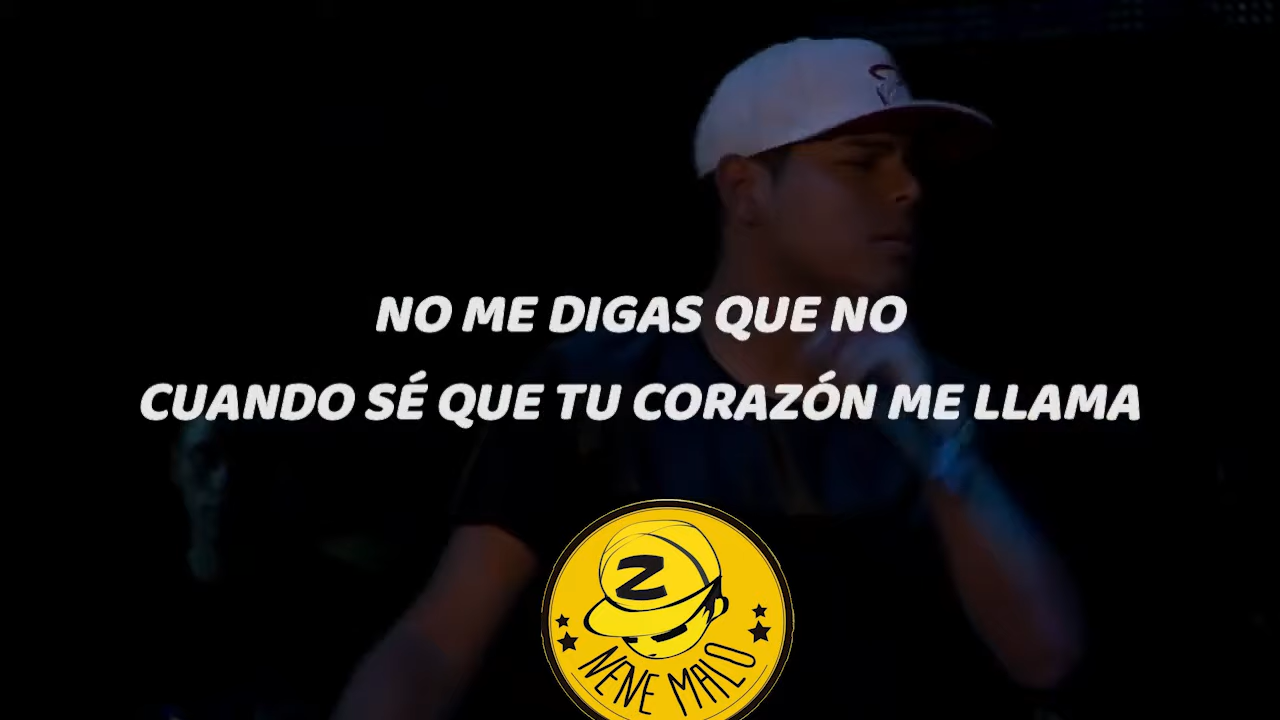 NO ME DIGAS QUE NO
CUANDO SÉ QUE TU CORAZÓN ME LLAMA
Z
NENE MALO